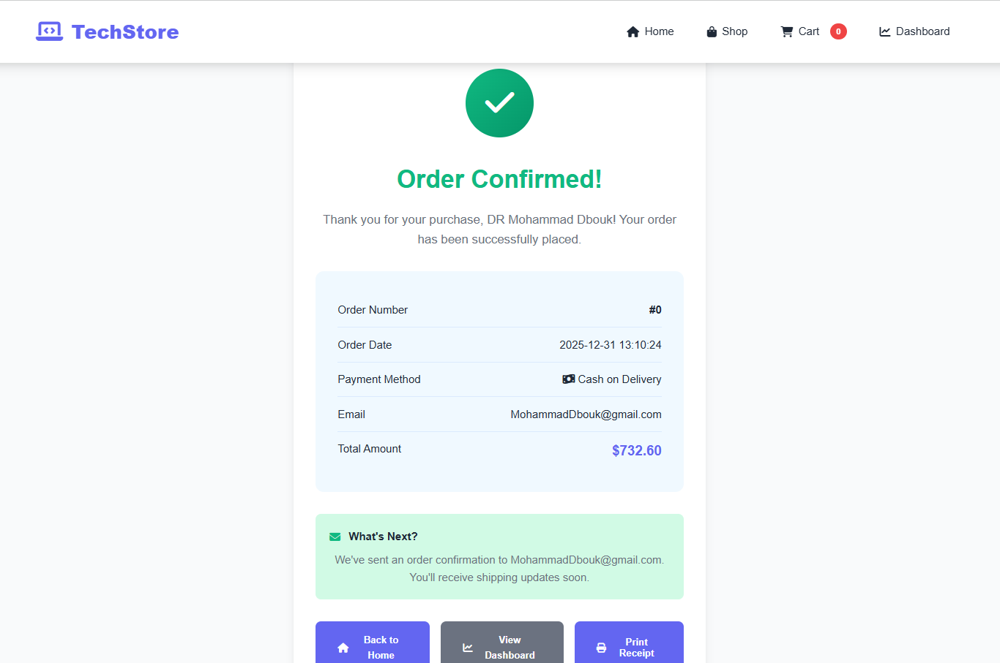 TechStore
Home
Shop
Cart
0
Dashboard
Order Confirmed!
Thank you for your purchase, DR Mohammad Dbouk! Your order
has been successfully placed.
Order Number #0
Order Date 2025-12-31 13:10:24
Payment Method Cash on Delivery
Email MohammadDbouk@gmail.com
Total Amount $732.60
What's Next?
We've sent an order confirmation to MohammadDbouk@gmail.com.
You'll receive shipping updates soon.
Back to
Home
View
Dashboard
Print
Receipt